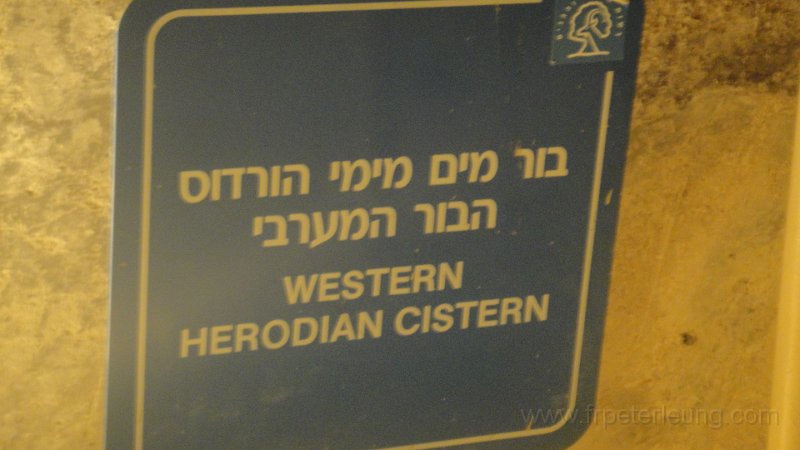 בור מים מימי הורדוס
הבור המערבי
WESTERN
HERODIAN CISTERN
www.frpeterleung.com